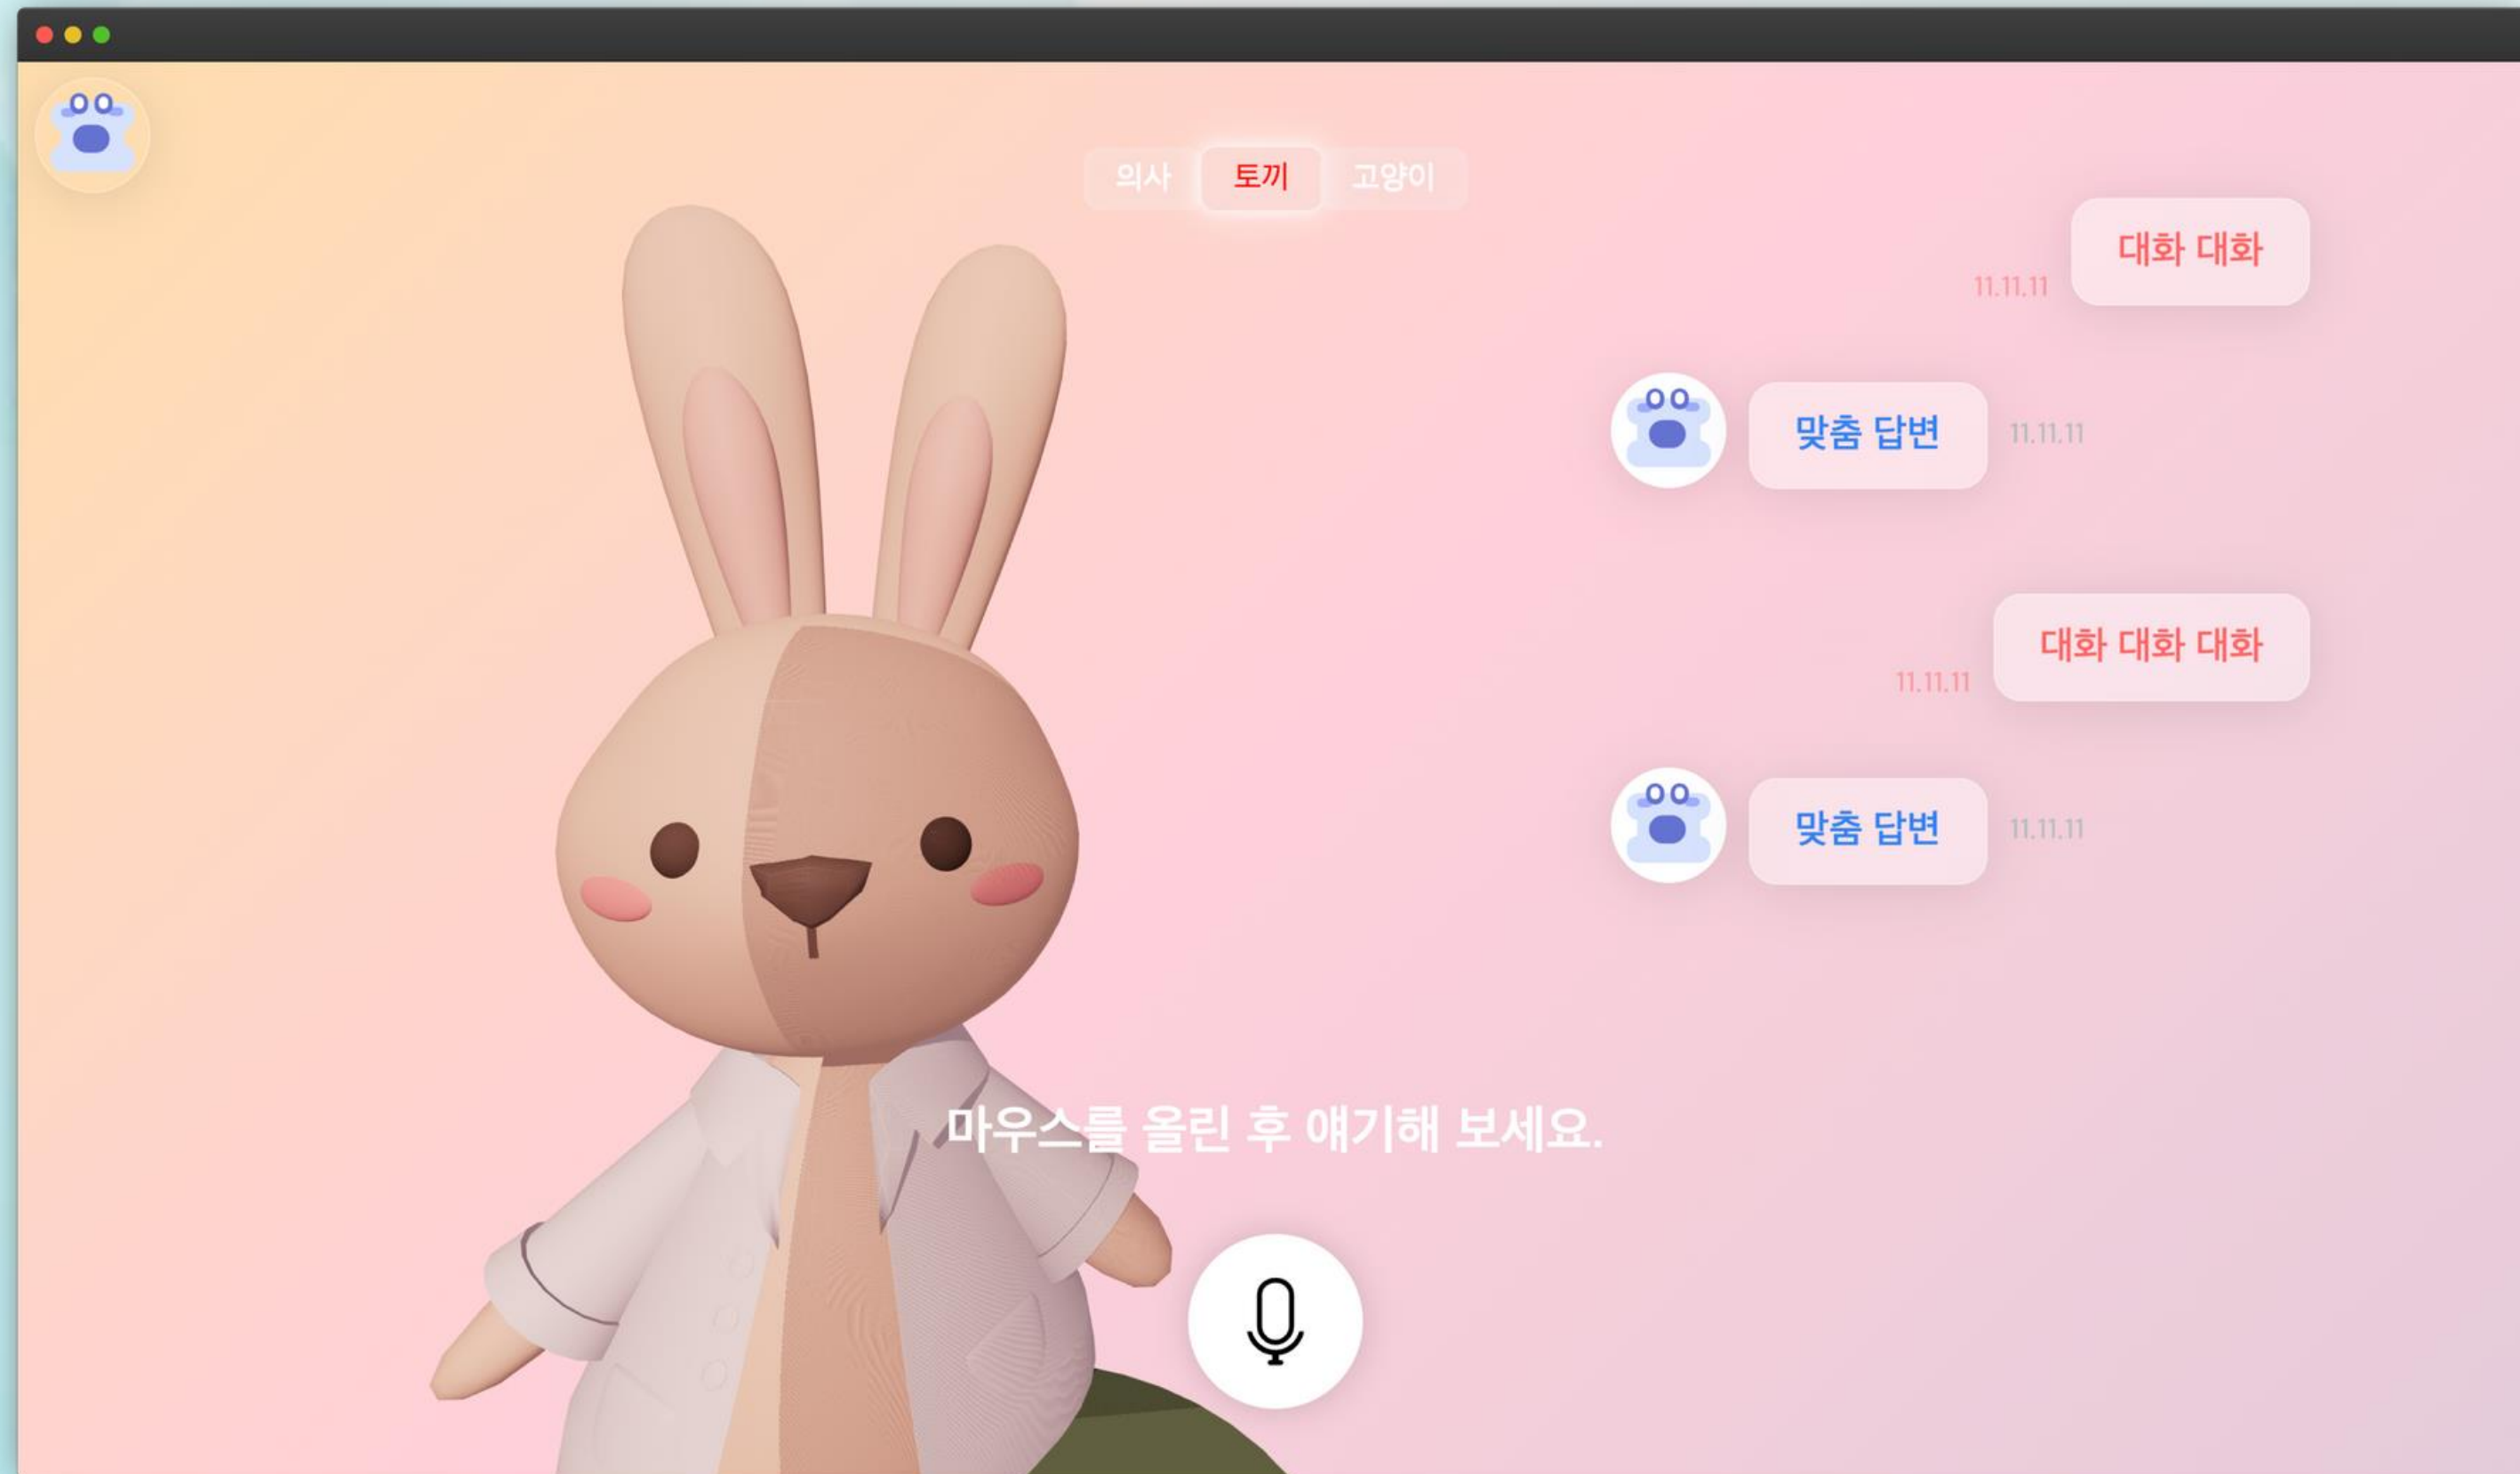 의사 토끼 고양이
대화 대화
11.11.11
맞춤 답변 11.11.11
대화 대화 대화
11.11.11
맞춤 답변 11.11.11
마우스를 올린 후 얘기해 보세요.